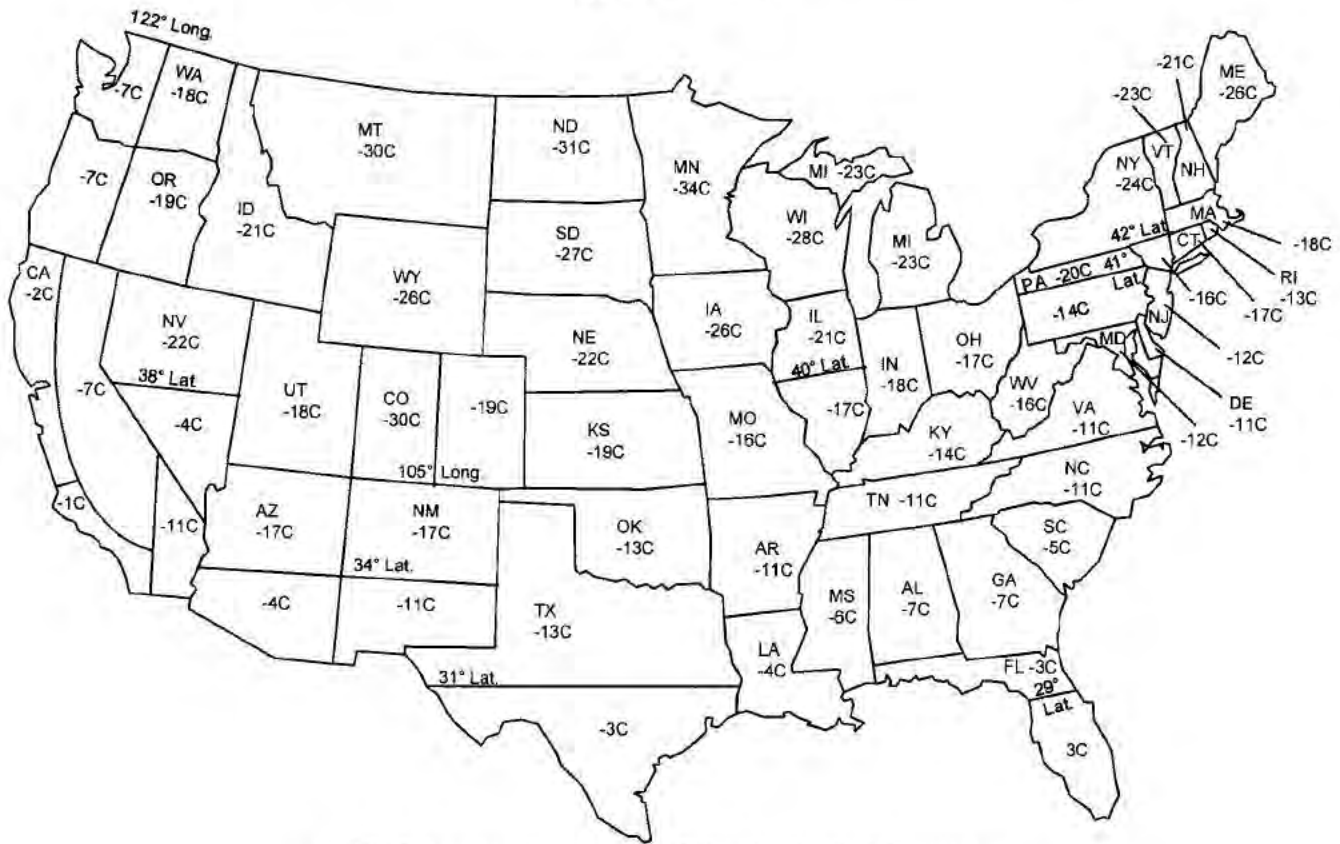 122° Long.
-7C
WA
-18C
MT
-30C
ND
-31C
MN
-34C
MI -23C
-21C
-23C
ME
-26C
VT
NH
NY
-24C
-7C
OR
-19C
ID
-21C
WI
-28C
MI
-23C
MA
-18C
42° Lat.
CT
RI
-13C
-17C
-16C
SD
-27C
WY
-26C
CA
-2C
NV
-22C
38° Lat.
IA
-26C
IL
-21C
40° Lat.
PA -20C 41°
Lat.
-14C
NJ
-12C
NE
-22C
OH
-17C
IN
-18C
MD
DE
-11C
-12C
WV
-16C
VA
-11C
-7C
-4C
UT
-18C
CO
-30C
-19C
105° Long.
KS
-19C
MO
-16C
-17C
KY
-14C
NC
-11C
TN -11C
-1C
-11C
AZ
-17C
NM
-17C
34° Lat.
OK
-13C
AR
-11C
SC
-5C
-4C
-11C
TX
-13C
MS
-6C
AL
-7C
GA
-7C
LA
-4C
31° Lat.
FL -3C
29°
Lat.
-3C
3C